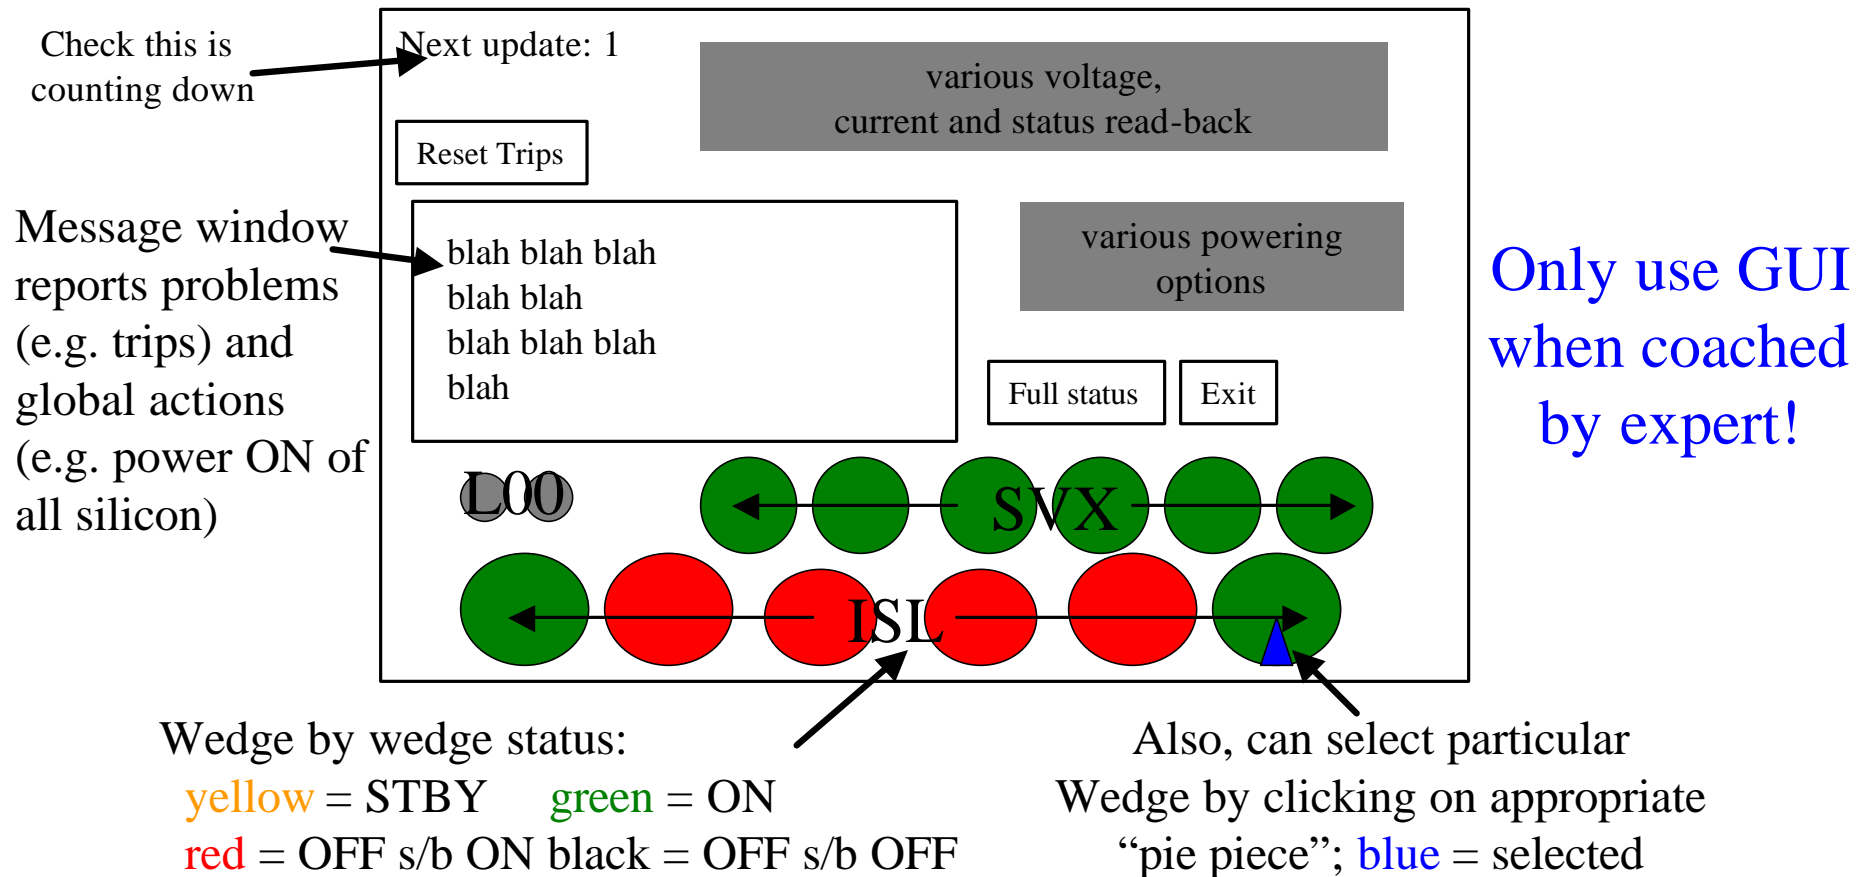 Check this is
counting down
Next update: 1
various voltage,
current and status read-back
Reset Trips
Message window
reports problems
(e.g. trips) and
global actions
(e.g. power ON of
all silicon)
blah blah blah
blah blah
blah blah blah
blah
various powering
options
Full status
Exit
Only use GUI
when coached
by expert!
L00
SVX
ISL
Wedge by wedge status:
yellow = STBY green = ON
red = OFF s/b ON black = OFF s/b OFF
Also, can select particular
Wedge by clicking on appropriate
“pie piece”; blue = selected